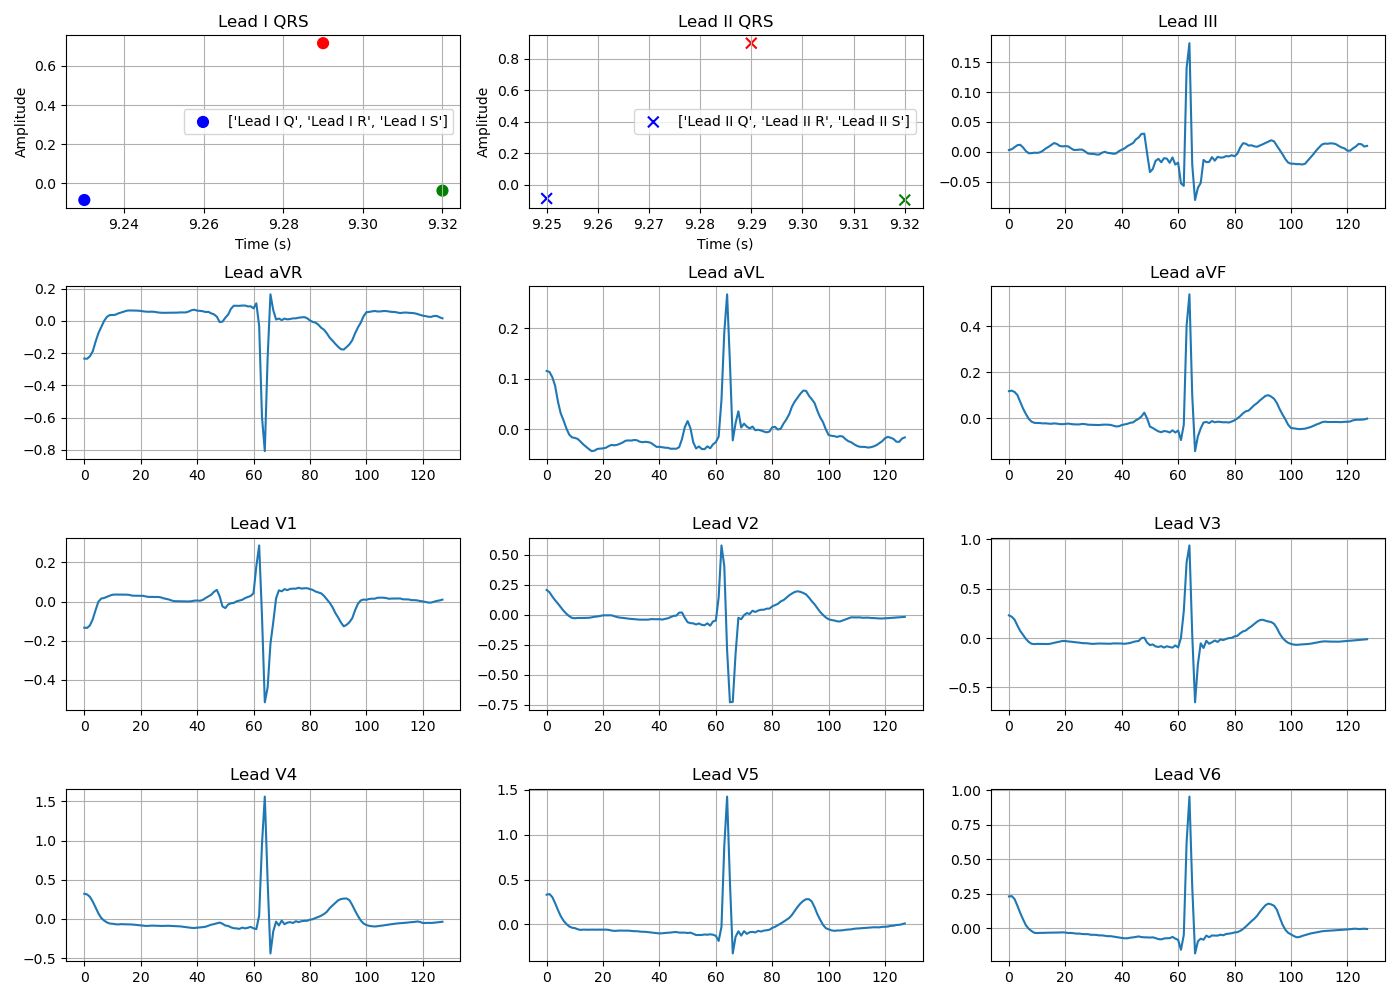 Lead I QRS
Amplitude
0.6
0.4
0.2
0.0
['Lead I Q', 'Lead I R', 'Lead I S']
9.24 9.26 9.28 9.30 9.32
Time (s)
Lead II QRS
Amplitude
0.8
0.6
0.4
0.2
0.0
['Lead II Q', 'Lead II R', 'Lead II S']
9.25 9.26 9.27 9.28 9.29 9.30 9.31 9.32
Time (s)
Lead III
0.15
0.10
0.05
0.00
−0.05
0 20 40 60 80 100 120
Lead aVR
0.2
0.0
−0.2
−0.4
−0.6
−0.8
0 20 40 60 80 100 120
Lead aVL
0.2
0.1
0.0
0 20 40 60 80 100 120
Lead aVF
0.4
0.2
0.0
0 20 40 60 80 100 120
Lead V1
0.2
0.0
−0.2
−0.4
0 20 40 60 80 100 120
Lead V2
0.50
0.25
0.00
−0.25
−0.50
−0.75
0 20 40 60 80 100 120
Lead V3
1.0
0.5
0.0
−0.5
0 20 40 60 80 100 120
Lead V4
1.5
1.0
0.5
0.0
−0.5
0 20 40 60 80 100 120
Lead V5
1.5
1.0
0.5
0.0
0 20 40 60 80 100 120
Lead V6
1.00
0.75
0.50
0.25
0.00
0 20 40 60 80 100 120